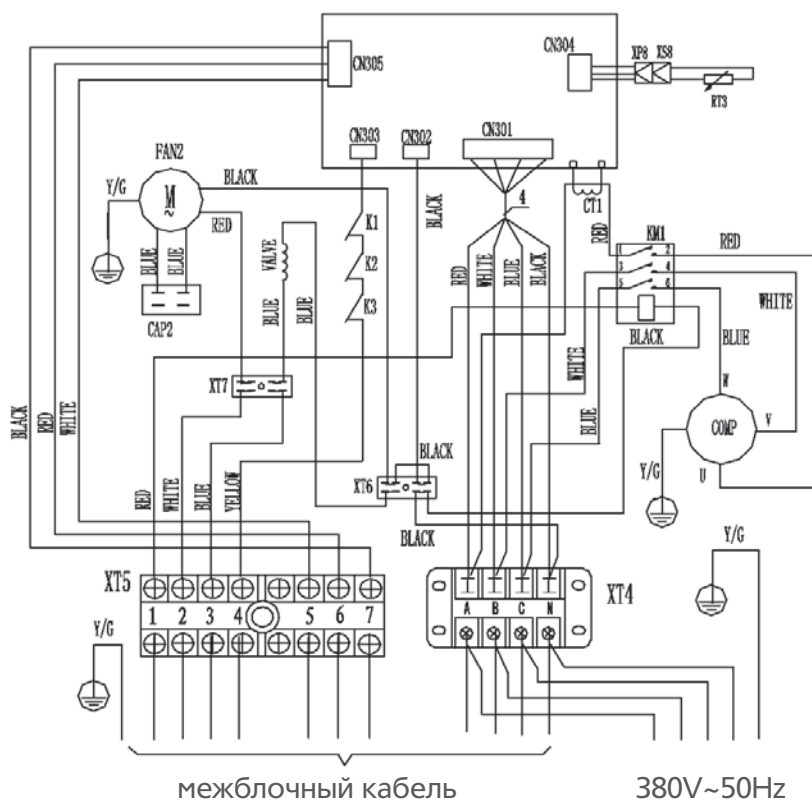 CN305
CN304
XP8
XS8
RT3
CN303
CN302
CN301
FAN2
Y/G
M
~
BLACK
RED
BLUE
BLUE
CAP2
VALVE
BLUE
BLUE
K1
K2
K3
BLACK
4
CT1
RED
RED
WHITE
BLUE
BLACK
KM1
1
2
3
4
5
6
RED
WHITE
BLACK
BLUE
WHITE
BLUE
W
COMP
V
U
Y/G
XT7
BLACK
RED
WHITE
BLACK
XT6
BLACK
RED
WHITE
BLUE
YELLOW
XT5
1
2
3
4
5
6
7
Y/G
A
B
C
N
XT4
Y/G
межблочный кабель
380V~50Hz